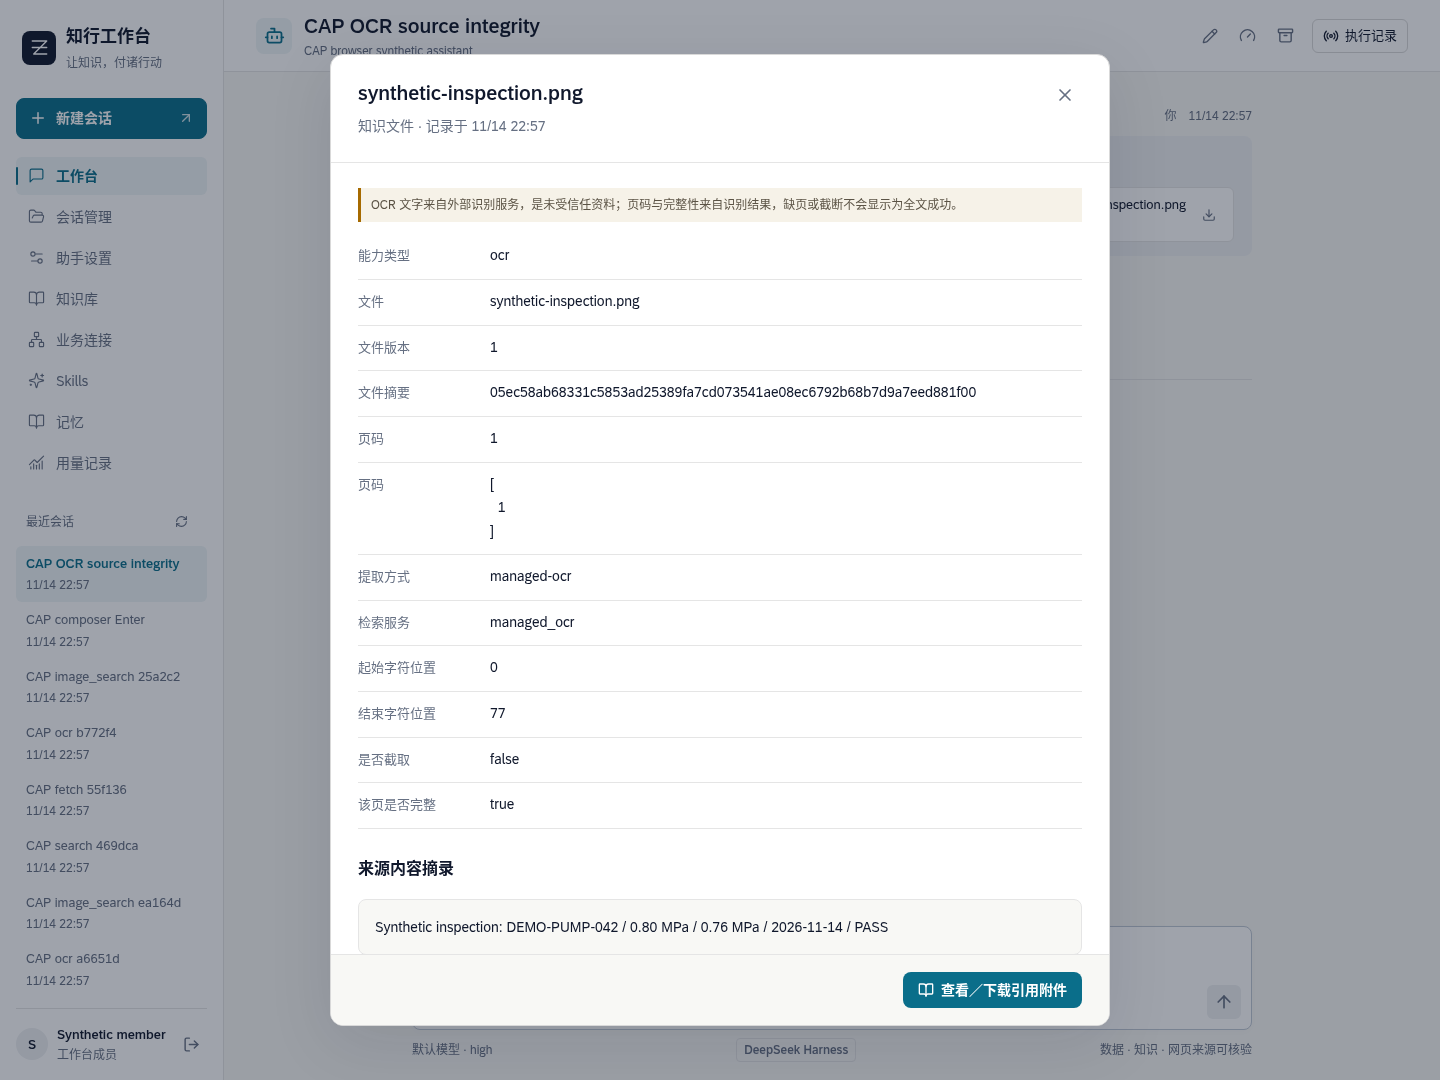 知行工作台
让知识，付诸行动
新建会话
工作台
会话管理
助手设置
知识库
业务连接
Skills
记忆
用量记录
最近会话
CAP OCR source integrity
11/14 22:57
CAP composer Enter
11/14 22:57
CAP image_search 25a2c2
11/14 22:57
CAP ocr b772f4
11/14 22:57
CAP fetch 55f136
11/14 22:57
CAP search 469dca
11/14 22:57
CAP image_search ea164d
11/14 22:57
CAP ocr a6651d
11/14 22:57
S
Synthetic member
工作台成员
CAP OCR source integrity
CAP browser synthetic assistant
执行记录
你 11/14 22:57
nspection.png
synthetic-inspection.png
知识文件 · 记录于 11/14 22:57
OCR 文字来自外部识别服务，是未受信任资料；页码与完整性来自识别结果，缺页或截断不会显示为全文成功。
能力类型 ocr
文件 synthetic-inspection.png
文件版本 1
文件摘要 05ec58ab68331c5853ad25389fa7cd073541ae08ec6792b68b7d9a7eed881f00
页码 1
页码 [
1
]
提取方式 managed-ocr
检索服务 managed_ocr
起始字符位置 0
结束字符位置 77
是否截取 false
该页是否完整 true
来源内容摘录
Synthetic inspection: DEMO-PUMP-042 / 0.80 MPa / 0.76 MPa / 2026-11-14 / PASS
查看／下载引用附件
默认模型 · high
DeepSeek Harness
数据 · 知识 · 网页来源可核验